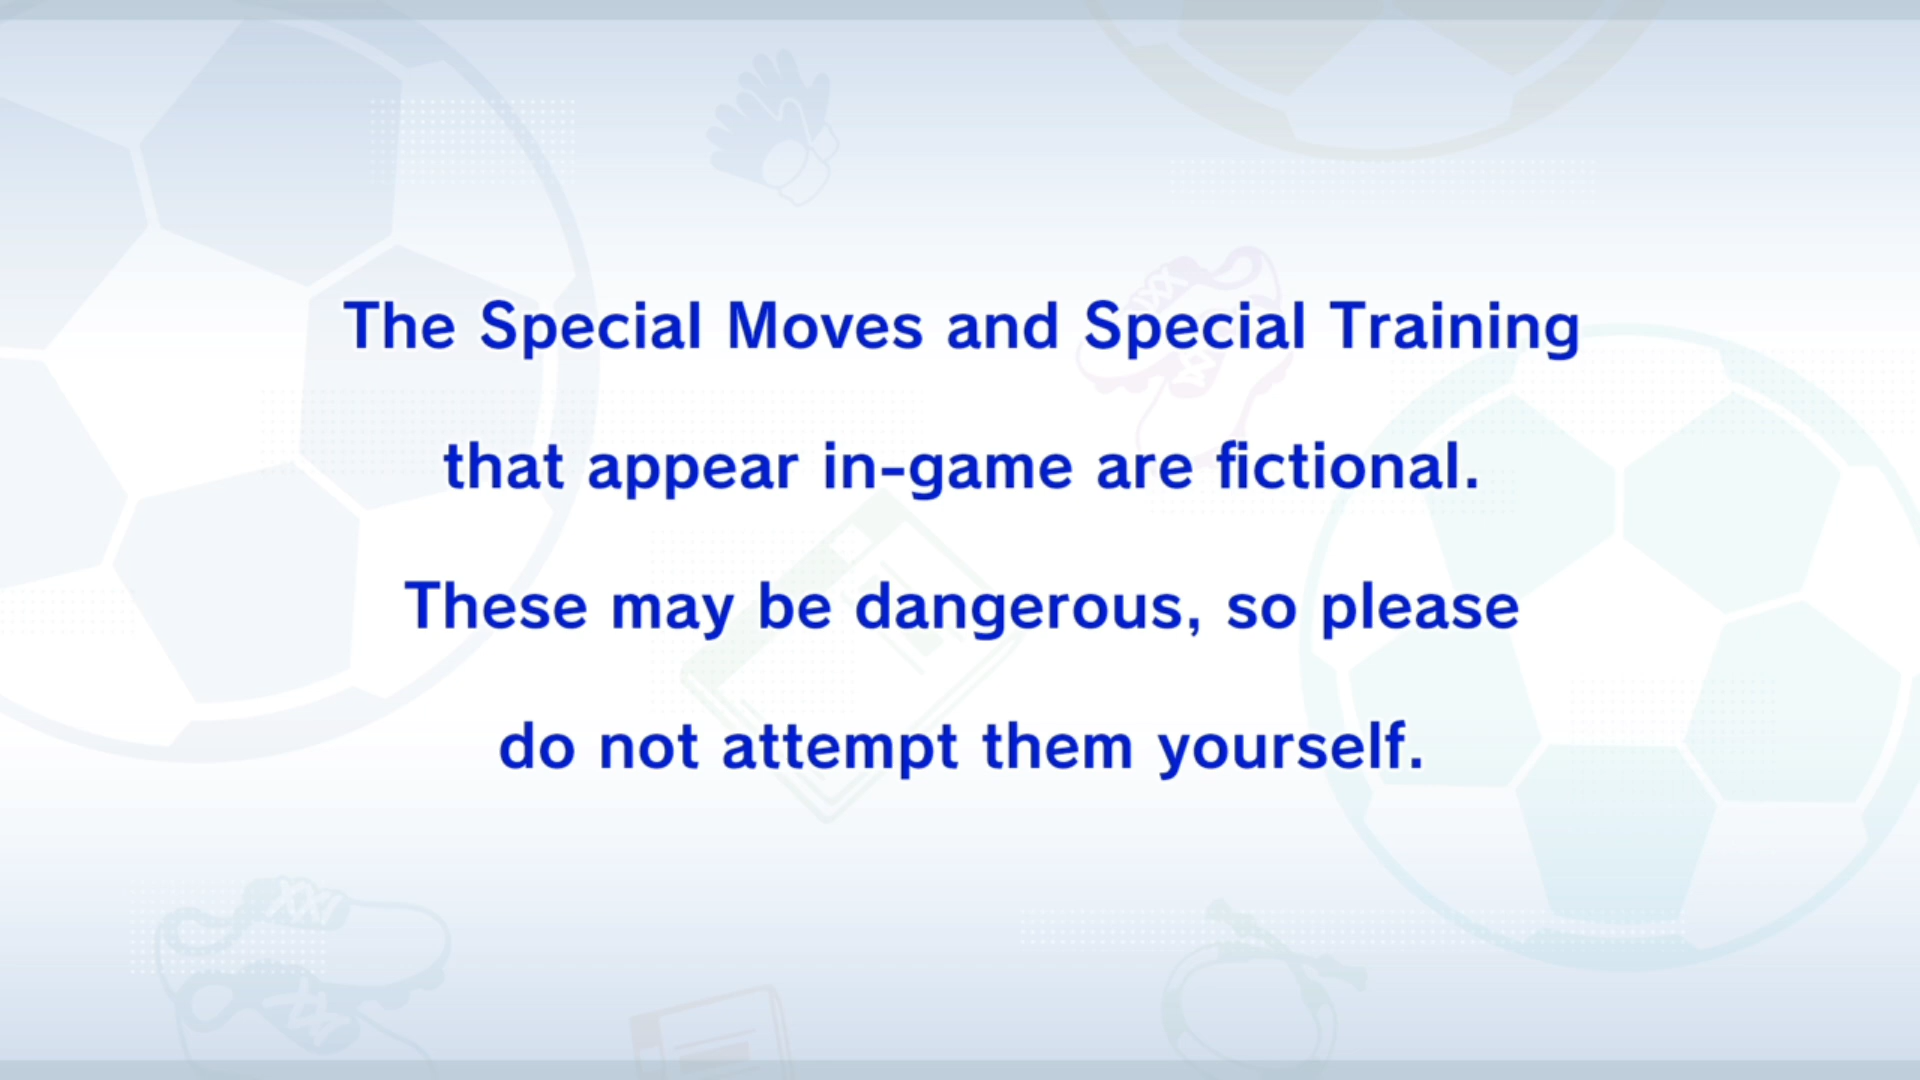 The Special Moves and Special Training
that appear in-game are fictional.
These may be dangerous, so please
do not attempt them yourself.